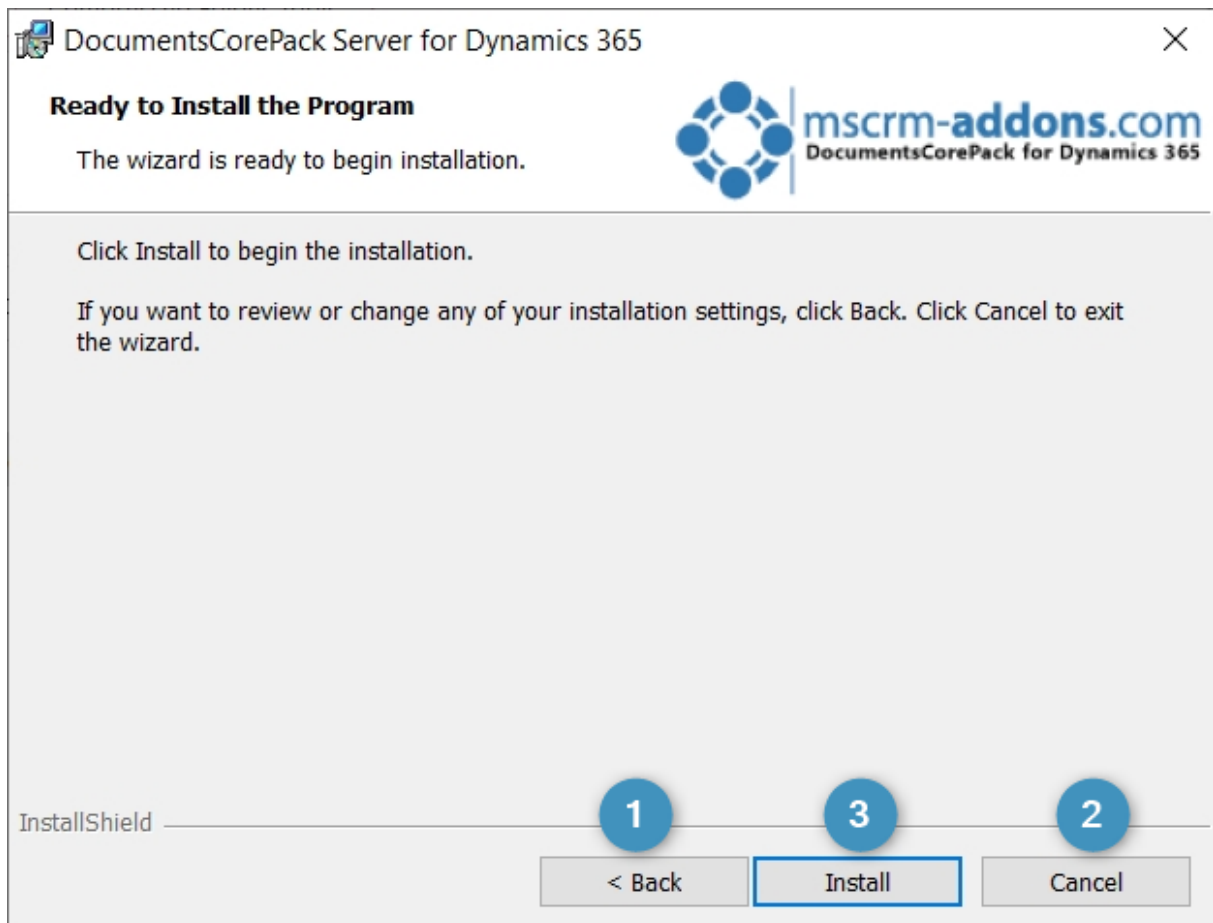 DocumentsCorePack Server for Dynamics 365
Ready to Install the Program
The wizard is ready to begin installation.
mscrm-addons.com
DocumentsCorePack for Dynamics 365
Click Install to begin the installation.
If you want to review or change any of your installation settings, click Back. Click Cancel to exit
the wizard.
InstallShield
1
3
2
< Back
Install
Cancel